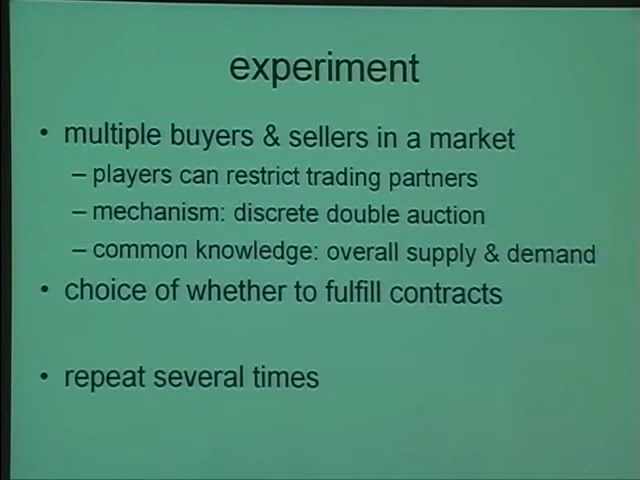 experiment
• multiple buyers & sellers in a market
– players can restrict trading partners
– mechanism: discrete double auction
– common knowledge: overall supply & demand
• choice of whether to fulfill contracts
• repeat several times